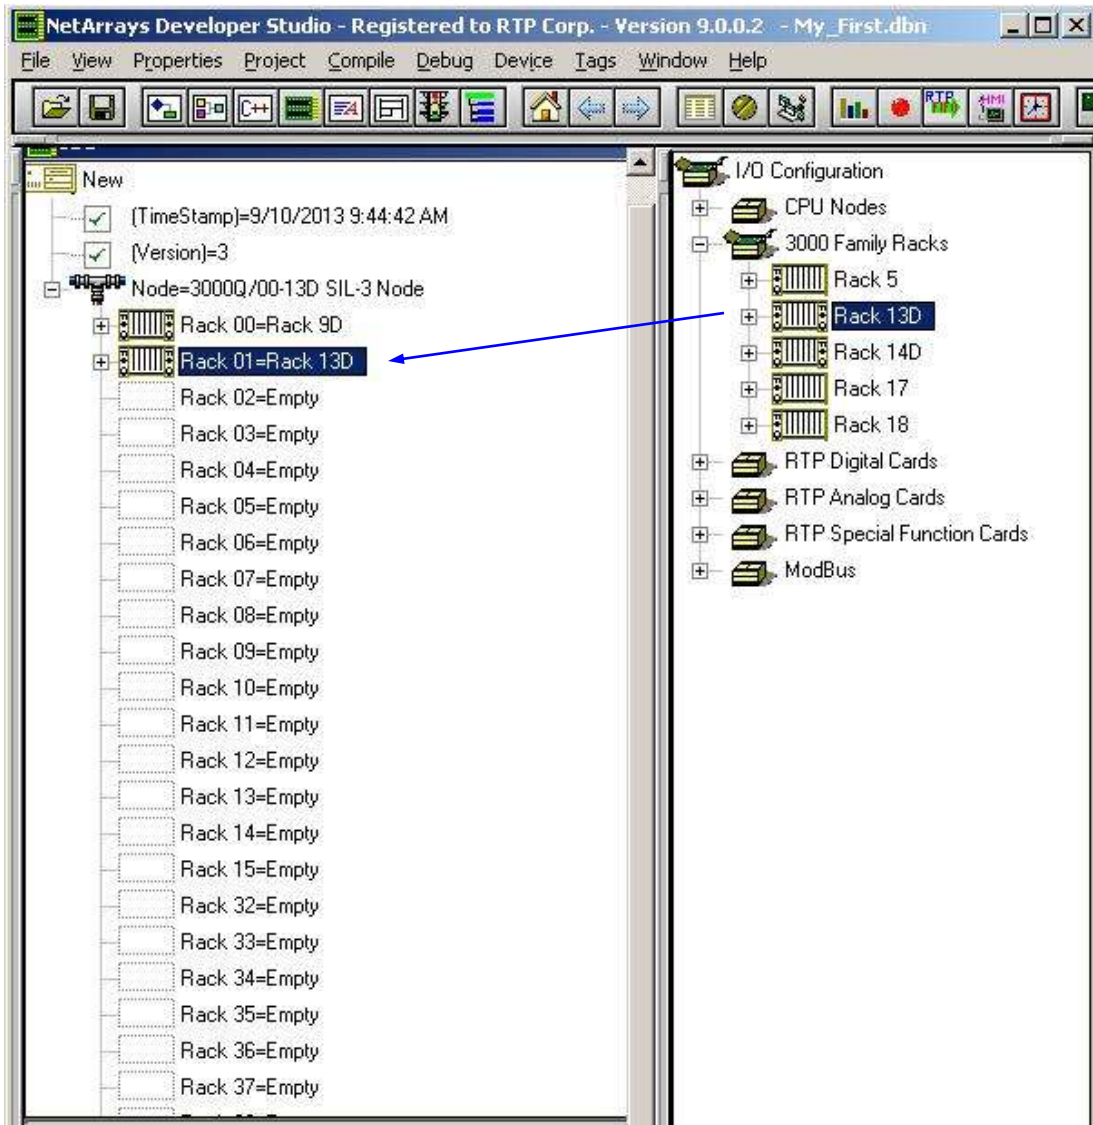 NetArrays Developer Studio - Registered to RTP Corp. - Version 9.0.0.2 - My_First.dbn
File View Properties Project Compile Debug Device Tags Window Help
C++
RTP
HMI
New
(TimeStamp)=9/10/2013 9:44:42 AM
(Version)=3
Node=3000Q/00-13D SIL-3 Node
Rack 00=Rack 9D
Rack 01=Rack 13D
Rack 02=Empty
Rack 03=Empty
Rack 04=Empty
Rack 05=Empty
Rack 06=Empty
Rack 07=Empty
Rack 08=Empty
Rack 09=Empty
Rack 10=Empty
Rack 11=Empty
Rack 12=Empty
Rack 13=Empty
Rack 14=Empty
Rack 15=Empty
Rack 32=Empty
Rack 33=Empty
Rack 34=Empty
Rack 35=Empty
Rack 36=Empty
Rack 37=Empty
I/O Configuration
CPU Nodes
3000 Family Racks
Rack 5
Rack 13D
Rack 14D
Rack 17
Rack 18
RTP Digital Cards
RTP Analog Cards
RTP Special Function Cards
ModBus